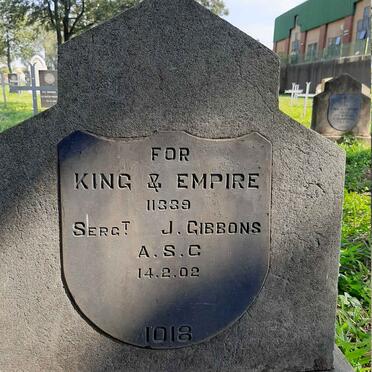 FOR
KING & EMPIRE
11339
SERGT J. GIBBONS
A.S.C
14.2.02
1018